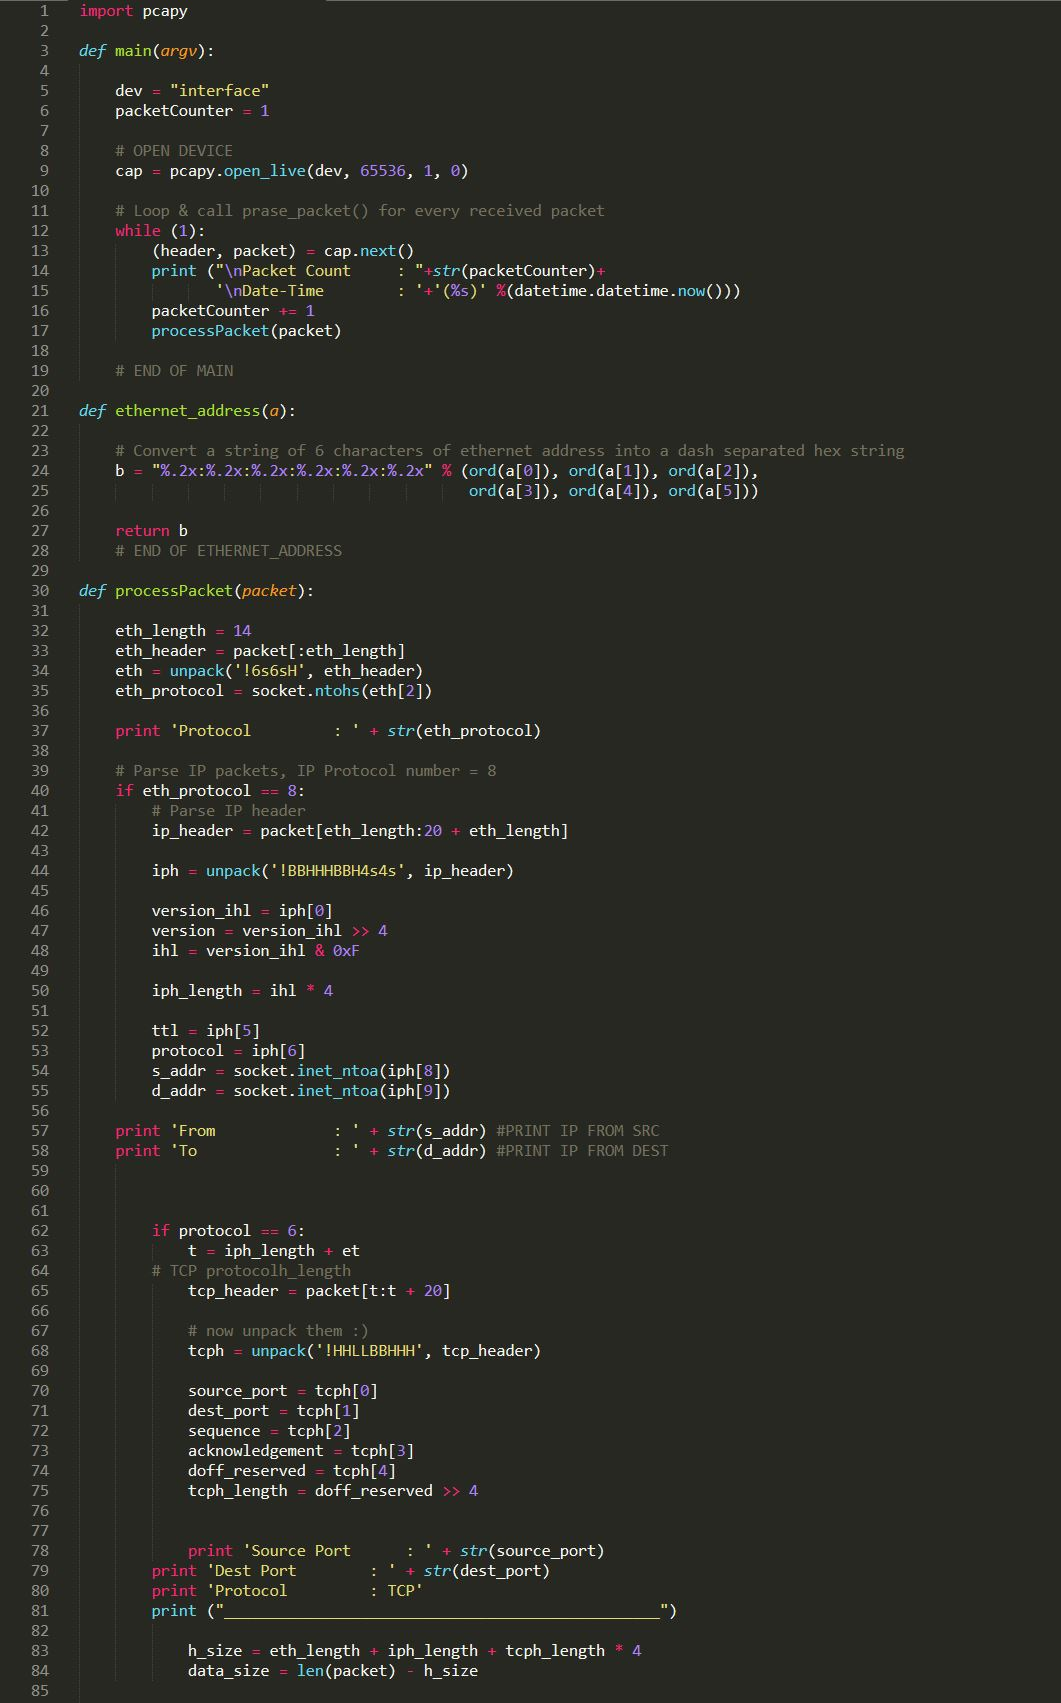 1 import pcapy
2
3 def main(argv):
4
5     dev = "interface"
6     packetCounter = 1
7
8     # OPEN DEVICE
9     cap = pcapy.open_live(dev, 65536, 1, 0)
10
11     # Loop & call prase_packet() for every received packet
12     while (1):
13         (header, packet) = cap.next()
14         print ("\nPacket Count     : "+str(packetCounter)+
15                '\nDate-Time        : '+'(%s)' %(datetime.datetime.now()))
16         packetCounter += 1
17         processPacket(packet)
18
19     # END OF MAIN
20
21 def ethernet_address(a):
22
23     # Convert a string of 6 characters of ethernet address into a dash separated hex string
24     b = "%.2x:%.2x:%.2x:%.2x:%.2x:%.2x" % (ord(a[0]), ord(a[1]), ord(a[2]),
25                                            ord(a[3]), ord(a[4]), ord(a[5]))
26
27     return b
28     # END OF ETHERNET_ADDRESS
29
30 def processPacket(packet):
31
32     eth_length = 14
33     eth_header = packet[:eth_length]
34     eth = unpack('!6s6sH', eth_header)
35     eth_protocol = socket.ntohs(eth[2])
36
37     print 'Protocol         : ' + str(eth_protocol)
38
39     # Parse IP packets, IP Protocol number = 8
40     if eth_protocol == 8:
41         # Parse IP header
42         ip_header = packet[eth_length:20 + eth_length]
43
44         iph = unpack('!BBHHHBBH4s4s', ip_header)
45
46         version_ihl = iph[0]
47         version = version_ihl >> 4
48         ihl = version_ihl & 0xF
49
50         iph_length = ihl * 4
51
52         ttl = iph[5]
53         protocol = iph[6]
54         s_addr = socket.inet_ntoa(iph[8])
55         d_addr = socket.inet_ntoa(iph[9])
56
57     print 'From             : ' + str(s_addr) #PRINT IP FROM SRC
58     print 'To               : ' + str(d_addr) #PRINT IP FROM DEST
59
60
61
62         if protocol == 6:
63             t = iph_length + et
64         # TCP protocolh_length
65             tcp_header = packet[t:t + 20]
66
67             # now unpack them :)
68             tcph = unpack('!HHLLBBHHH', tcp_header)
69
70             source_port = tcph[0]
71             dest_port = tcph[1]
72             sequence = tcph[2]
73             acknowledgement = tcph[3]
74             doff_reserved = tcph[4]
75             tcph_length = doff_reserved >> 4
76
77
78             print 'Source Port      : ' + str(source_port)
79         print 'Dest Port        : ' + str(dest_port)
80         print 'Protocol         : TCP'
81         print ("________________________________________________")
82
83             h_size = eth_length + iph_length + tcph_length * 4
84             data_size = len(packet) - h_size
85